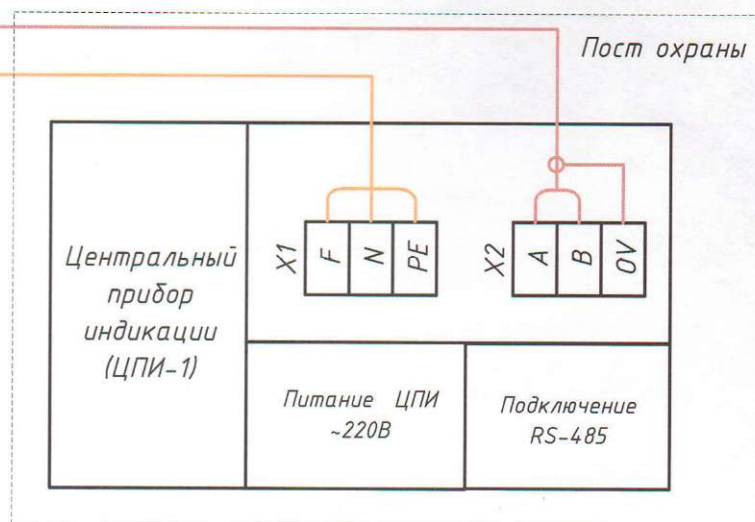 Пост охраны
Центральный
прибор
индикации
(ЦПИ-1)
X1
F
N
PE
X2
A
B
0V
Питание ЦПИ
~220В
Подключение
RS-485